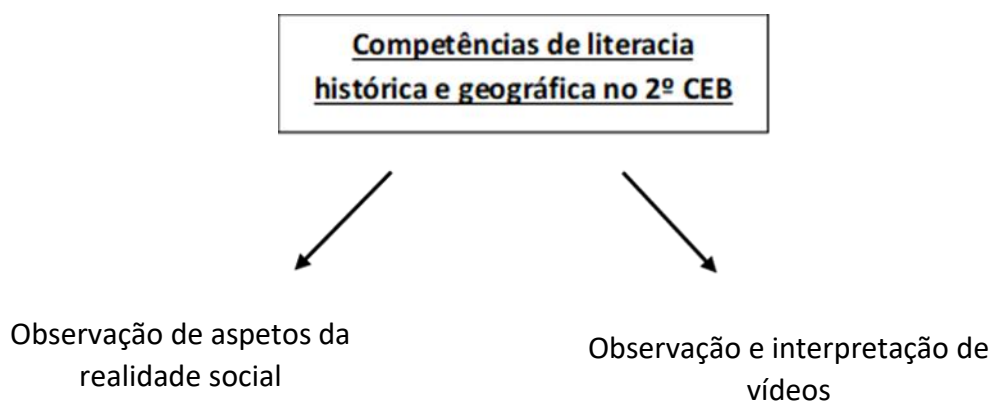 Competências de literacia
histórica e geográfica no 2º CEB
Observação de aspetos da
realidade social
Observação e interpretação de
vídeos